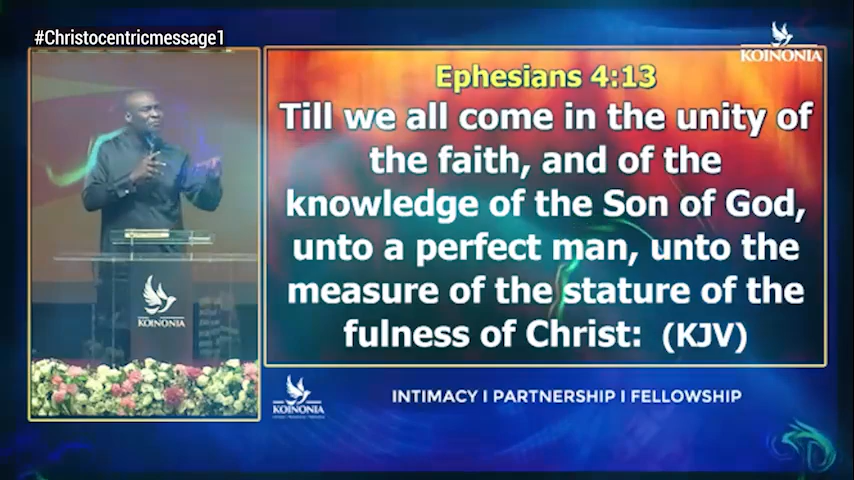 #Christocentricmessage1
KOINONIA
Ephesians 4:13
Till we all come in the unity of
the faith, and of the
knowledge of the Son of God,
unto a perfect man, unto the
measure of the stature of the
fulness of Christ: (KJV)
KOINONIA
KOINONIA
INTIMACY I PARTNERSHIP I FELLOWSHIP